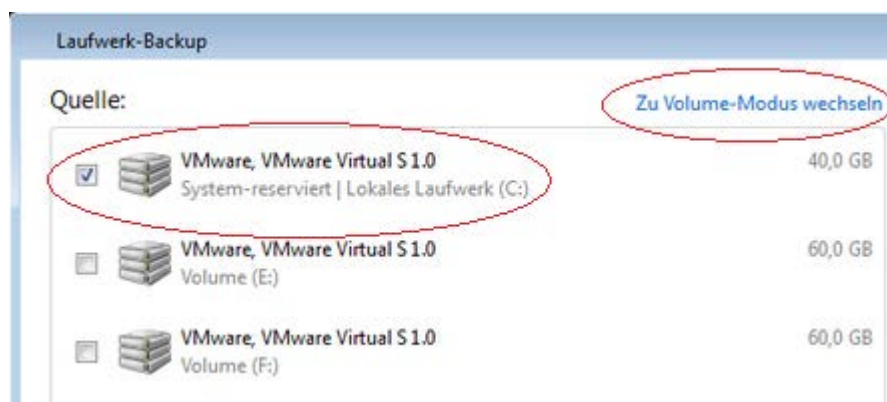 Laufwerk-Backup
Quelle:
Zu Volume-Modus wechseln
VMware, VMware Virtual S 1.0
40,0 GB
System-reserviert | Lokales Laufwerk (C:)
VMware, VMware Virtual S 1.0
60,0 GB
Volume (E:)
VMware, VMware Virtual S 1.0
60,0 GB
Volume (F:)